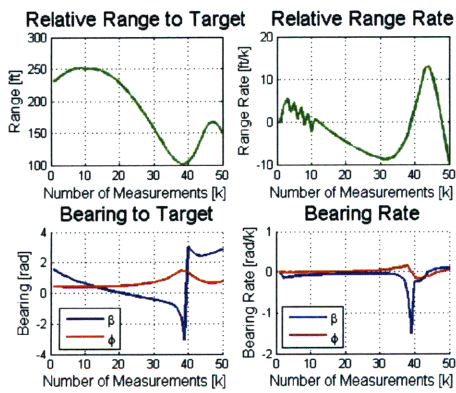 Relative Range to Target
Relative Range Rate
Range [ft]
300
250
200
150
100
0
10
20
30
40
50
Number of Measurements [k]
Range Rate [ft/k]
20
10
0
-10
0
10
20
30
40
50
Number of Measurements [k]
Bearing to Target
Bearing Rate
Bearing [rad]
4
2
0
-2
-4
β
ϕ
0
10
20
30
40
50
Number of Measurements [k]
Bearing Rate [rad/k]
1
0
-1
-2
β
ϕ
0
10
20
30
40
50
Number of Measurements [k]